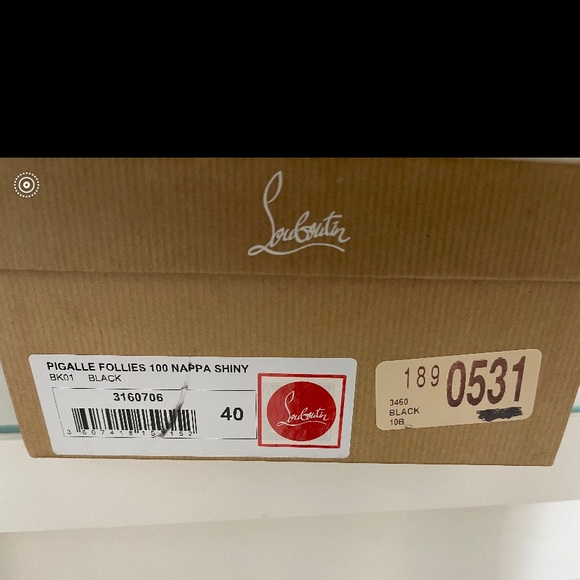 Louboutin
PIGALLE FOLLIES 100 NAPPA SHINY
BK01 BLACK
3160706
40
Louboutin
189 0531
3460
BLACK
10B